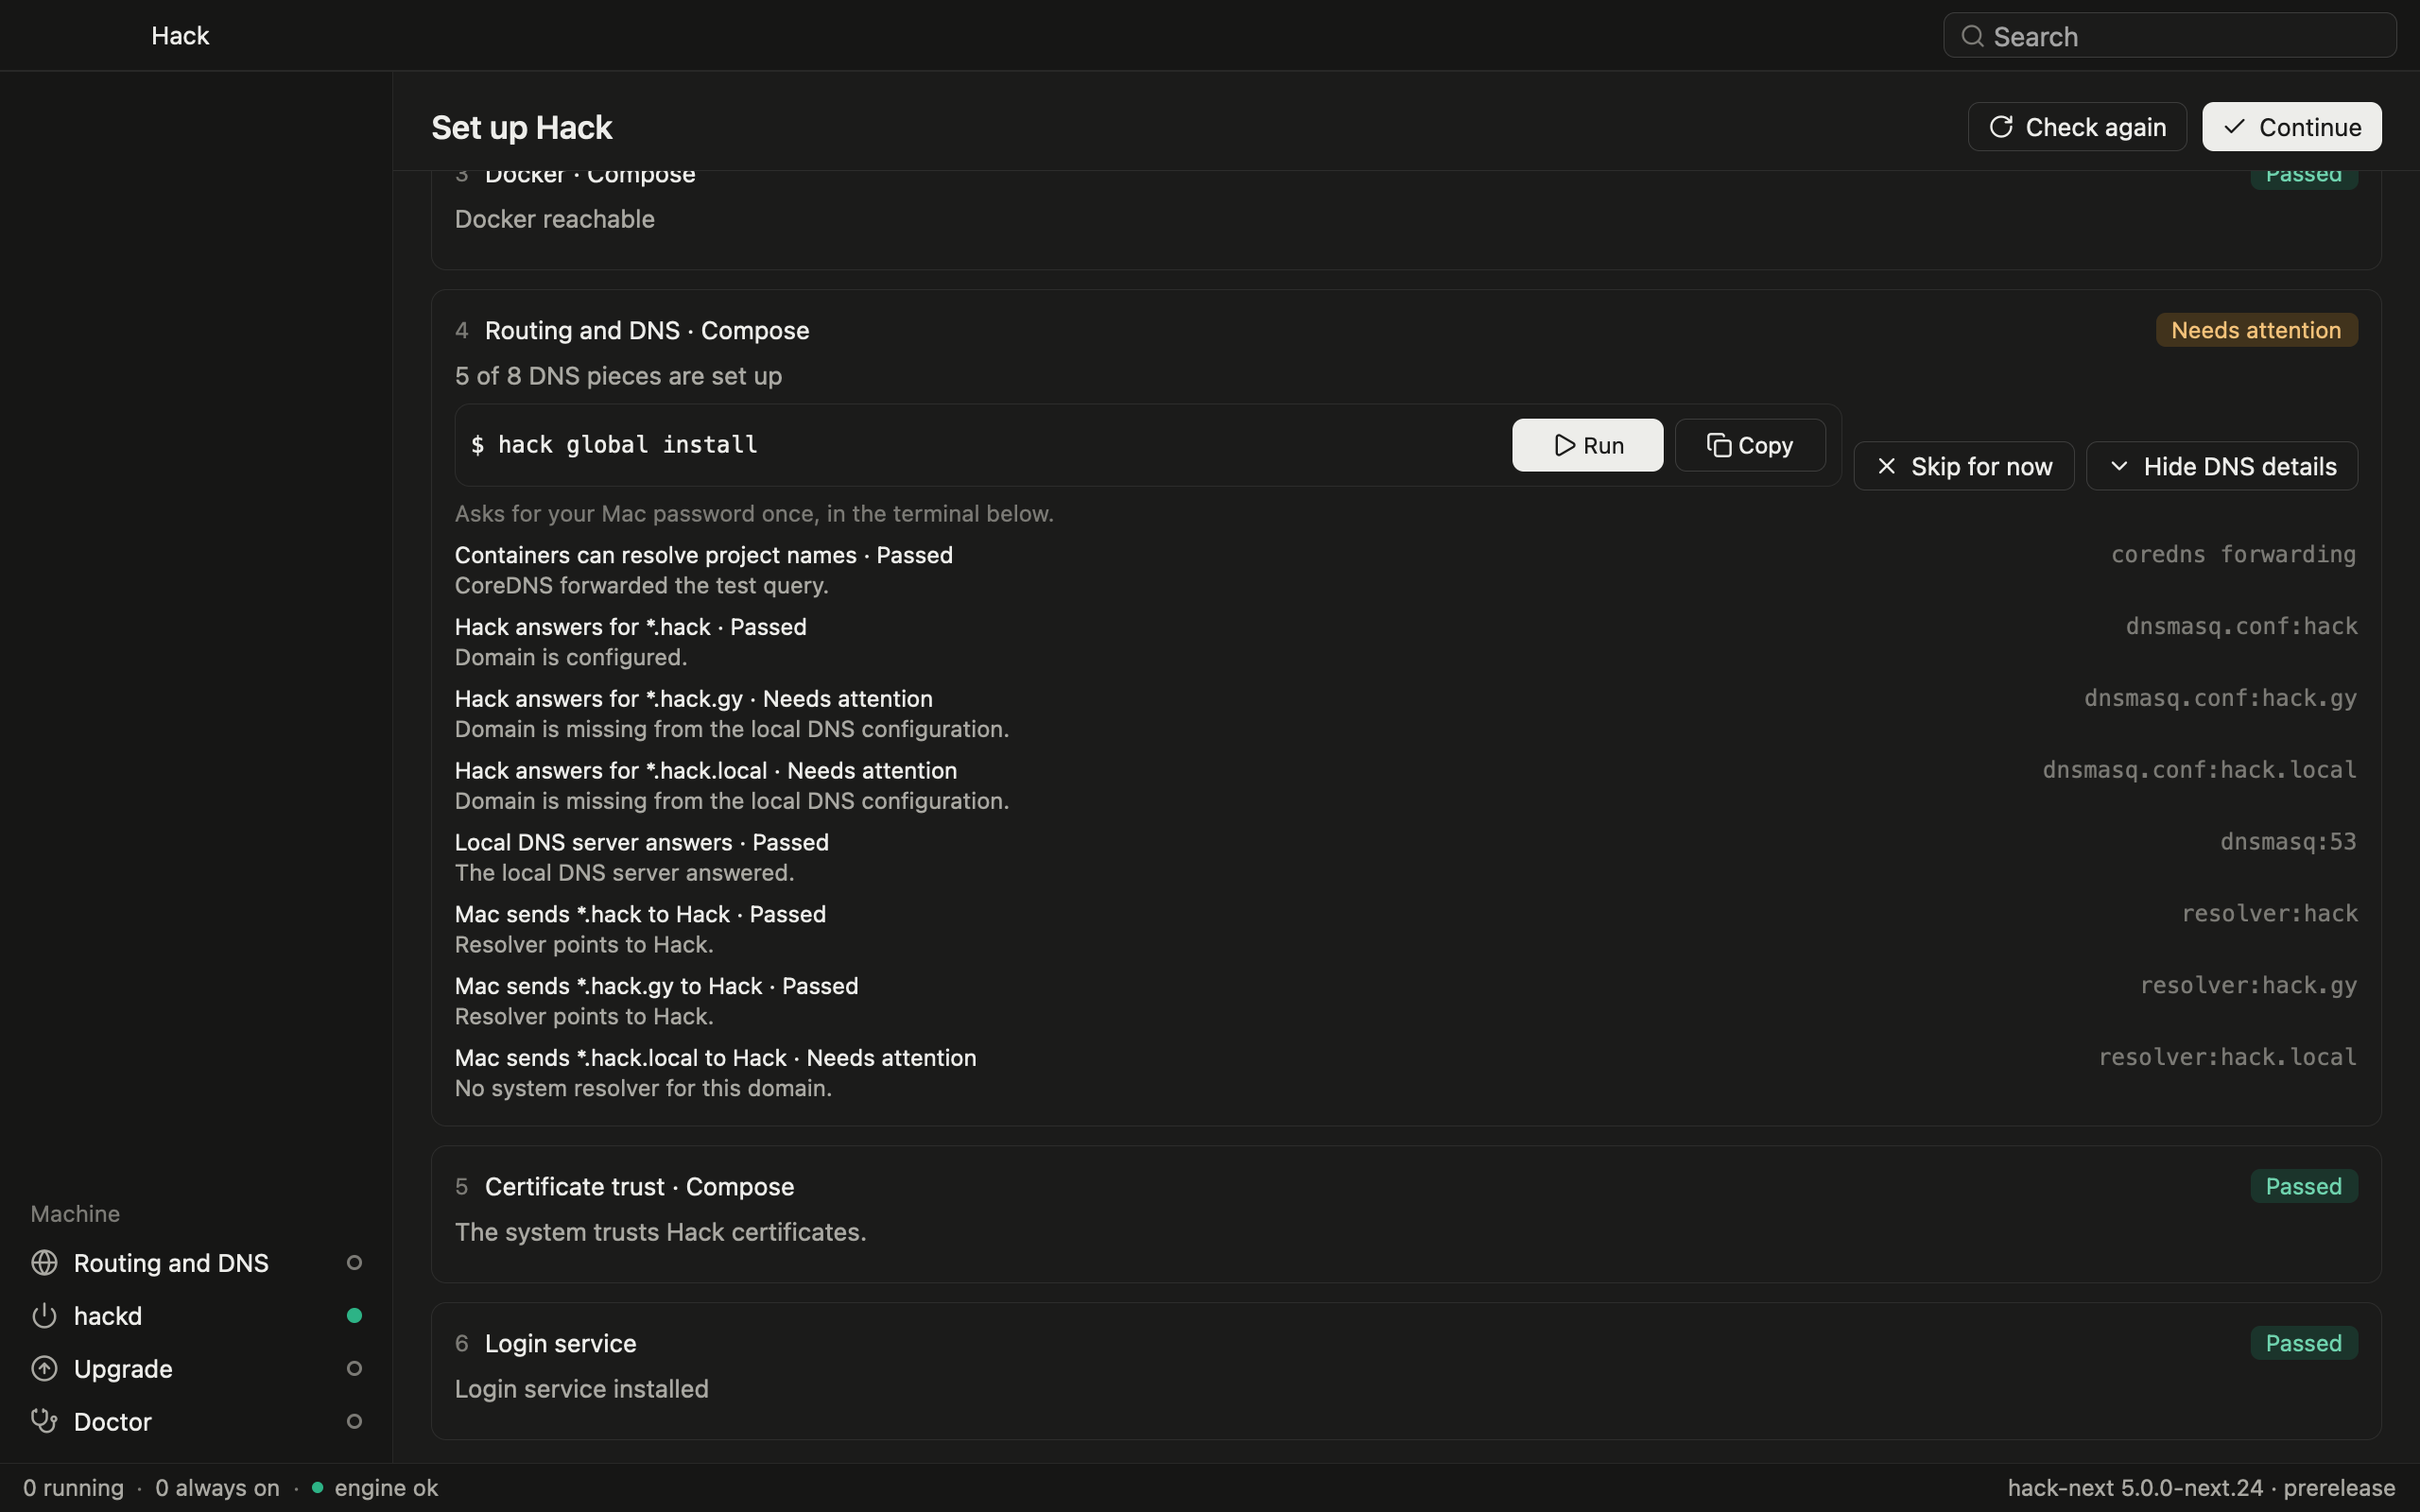 Hack
Search
Set up Hack
Check again
Continue
3 Docker · Compose
Passed
Docker reachable
4 Routing and DNS · Compose
Needs attention
5 of 8 DNS pieces are set up
$ hack global install
Run
Copy
Skip for now
Hide DNS details
Asks for your Mac password once, in the terminal below.
Containers can resolve project names · Passed
coredns forwarding
CoreDNS forwarded the test query.
Hack answers for *.hack · Passed
dnsmasq.conf:hack
Domain is configured.
Hack answers for *.hack.gy · Needs attention
dnsmasq.conf:hack.gy
Domain is missing from the local DNS configuration.
Hack answers for *.hack.local · Needs attention
dnsmasq.conf:hack.local
Domain is missing from the local DNS configuration.
Local DNS server answers · Passed
dnsmasq:53
The local DNS server answered.
Mac sends *.hack to Hack · Passed
resolver:hack
Resolver points to Hack.
Mac sends *.hack.gy to Hack · Passed
resolver:hack.gy
Resolver points to Hack.
Mac sends *.hack.local to Hack · Needs attention
resolver:hack.local
No system resolver for this domain.
5 Certificate trust · Compose
Passed
The system trusts Hack certificates.
6 Login service
Passed
Login service installed
Machine
Routing and DNS
hackd
Upgrade
Doctor
0 running · 0 always on · engine ok
hack-next 5.0.0-next.24 · prerelease